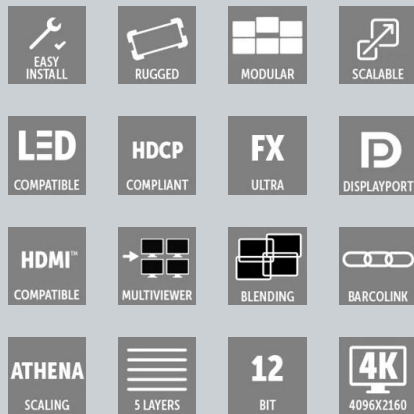 EASY
INSTALL
RUGGED
MODULAR
SCALABLE
LED
COMPATIBLE
HDCP
COMPLIANT
FX
ULTRA
D
DISPLAYPORT
HDMI™
COMPATIBLE
MULTIVIEWER
BLENDING
BARCOLINK
ATHENA
SCALING
5 LAYERS
12
BIT
4K
4096X2160